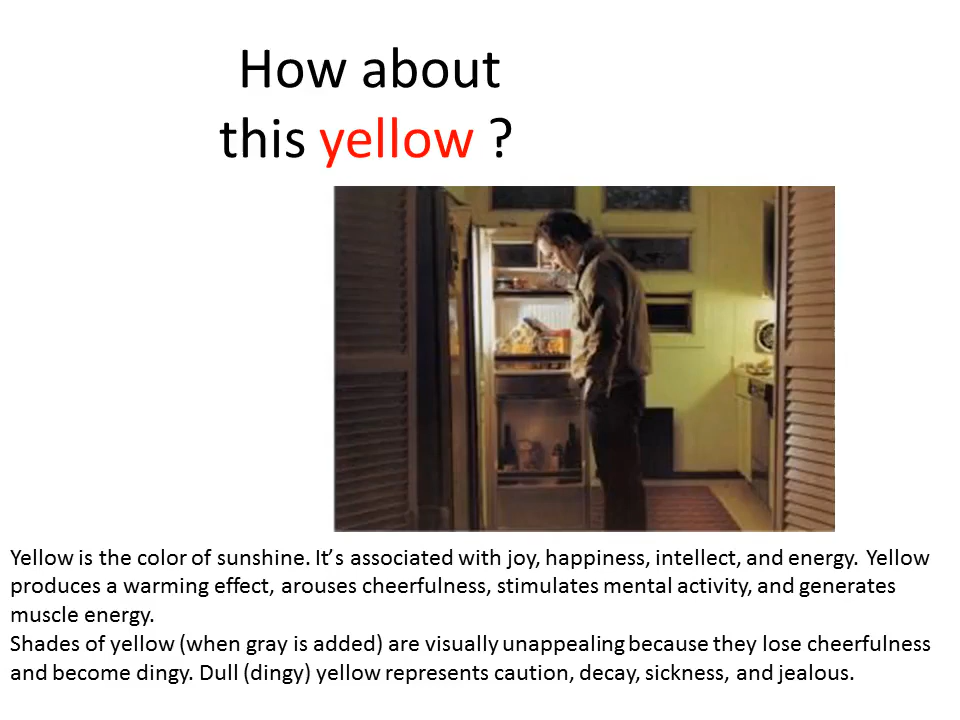 How about
this yellow ?
Yellow is the color of sunshine. It’s associated with joy, happiness, intellect, and energy. Yellow
produces a warming effect, arouses cheerfulness, stimulates mental activity, and generates
muscle energy.
Shades of yellow (when gray is added) are visually unappealing because they lose cheerfulness
and become dingy. Dull (dingy) yellow represents caution, decay, sickness, and jealous.